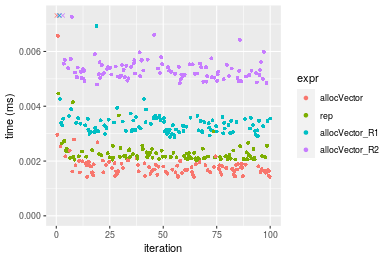 0.006
0.004
0.002
0.000
time (ms)
0
25
50
75
100
iteration
expr
allocVector
rep
allocVector_R1
allocVector_R2